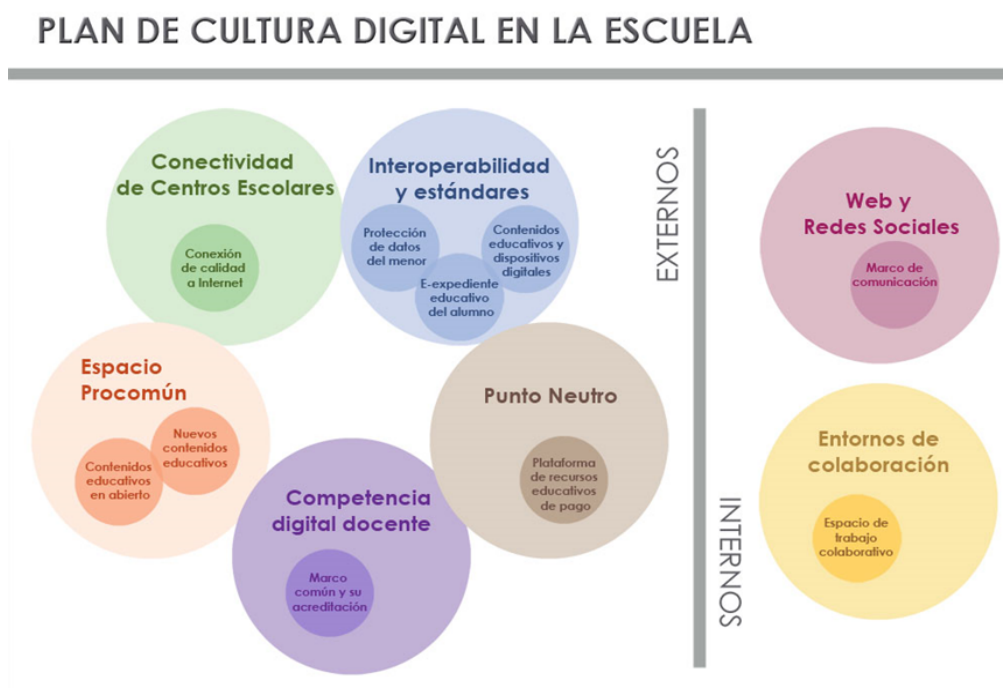 PLAN DE CULTURA DIGITAL EN LA ESCUELA
Conectividad
de Centros Escolares
Conexión
de calidad
a Internet
Interoperabilidad
y estándares
Protección
de datos
del menor
Contenidos
educativos y
dispositivos
digitales
E-expediente
educativo
del alumno
Espacio
Procomún
Nuevos
contenidos
educativos
Contenidos
educativos
en abierto
Punto Neutro
Plataforma
de recursos
educativos
de pago
Competencia
digital docente
Marco
común y su
acreditación
EXTERNOS
INTERNOS
Web y
Redes Sociales
Marco de
comunicación
Entornos de
colaboración
Espacio de
trabajo
colaborativo